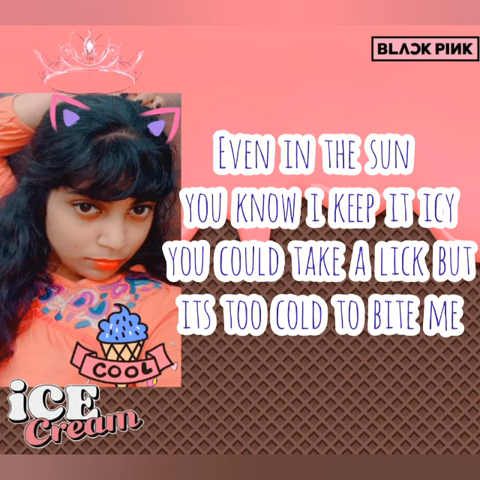 BLACKPINK
EVEN IN THE SUN
YOU KNOW I KEEP IT ICY
YOU COULD TAKE A LICK BUT
ITS TOO COLD TO BITE ME
COOL
iCE
Cream